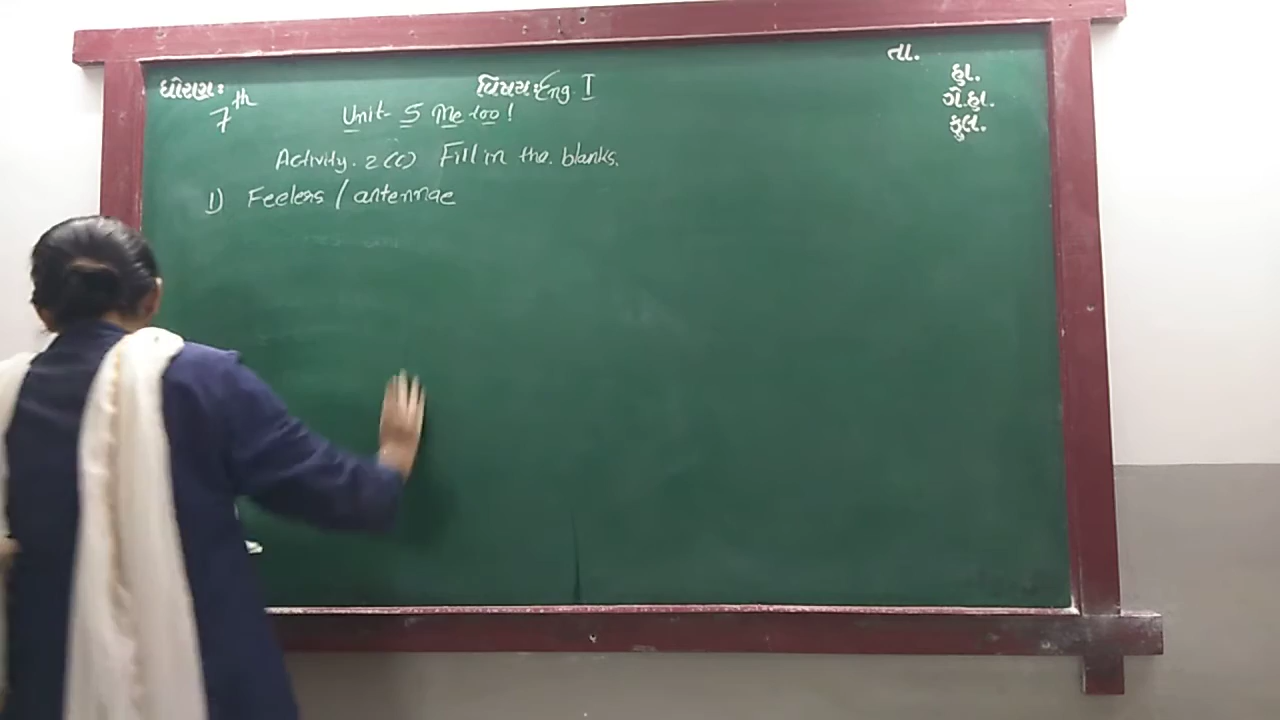 તા.
ધોરણ: વિષય: Eng. I હા.
7th Unit- 5 Me too! ગે.હા.
કુલ.
Activity. 2 (c) Fill in the. blanks.
1) Feelers / antennae